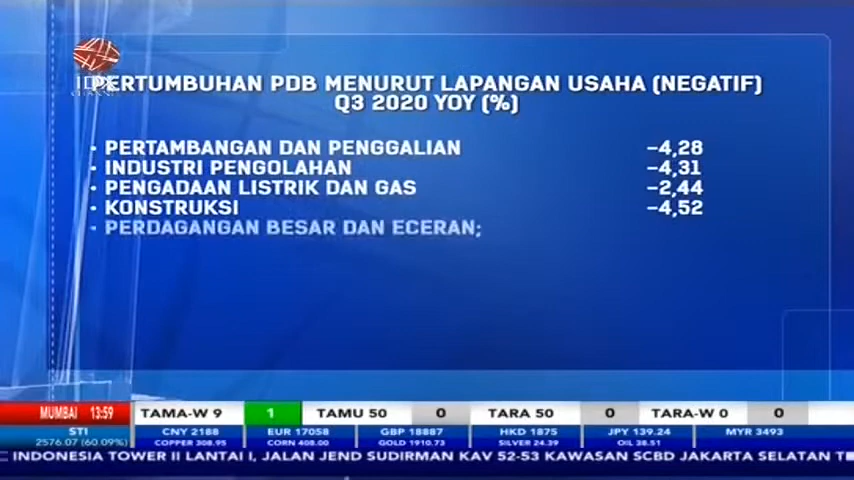 PERTUMBUHAN PDB MENURUT LAPANGAN USAHA (NEGATIF)
Q3 2020 YOY (%)
IDX
CHANNEL
• PERTAMBANGAN DAN PENGGALIAN -4,28
• INDUSTRI PENGOLAHAN -4,31
• PENGADAAN LISTRIK DAN GAS -2,44
• KONSTRUKSI -4,52
• PERDAGANGAN BESAR DAN ECERAN;
MUMBAI 13:59 TAMA-W 9 1 TAMU 50 0 TARA 50 0 TARA-W 0 0
STI CNY 2188 EUR 17058 GBP 18887 HKD 1875 JPY 139.24 MYR 3493
2576.07 (60.09%) COPPER 308.95 CORN 408.00 GOLD 1910.73 SILVER 24.39 OIL 38.51
INDONESIA TOWER II LANTAI I, JALAN JEND SUDIRMAN KAV 52-53 KAWASAN SCBD JAKARTA SELATAN